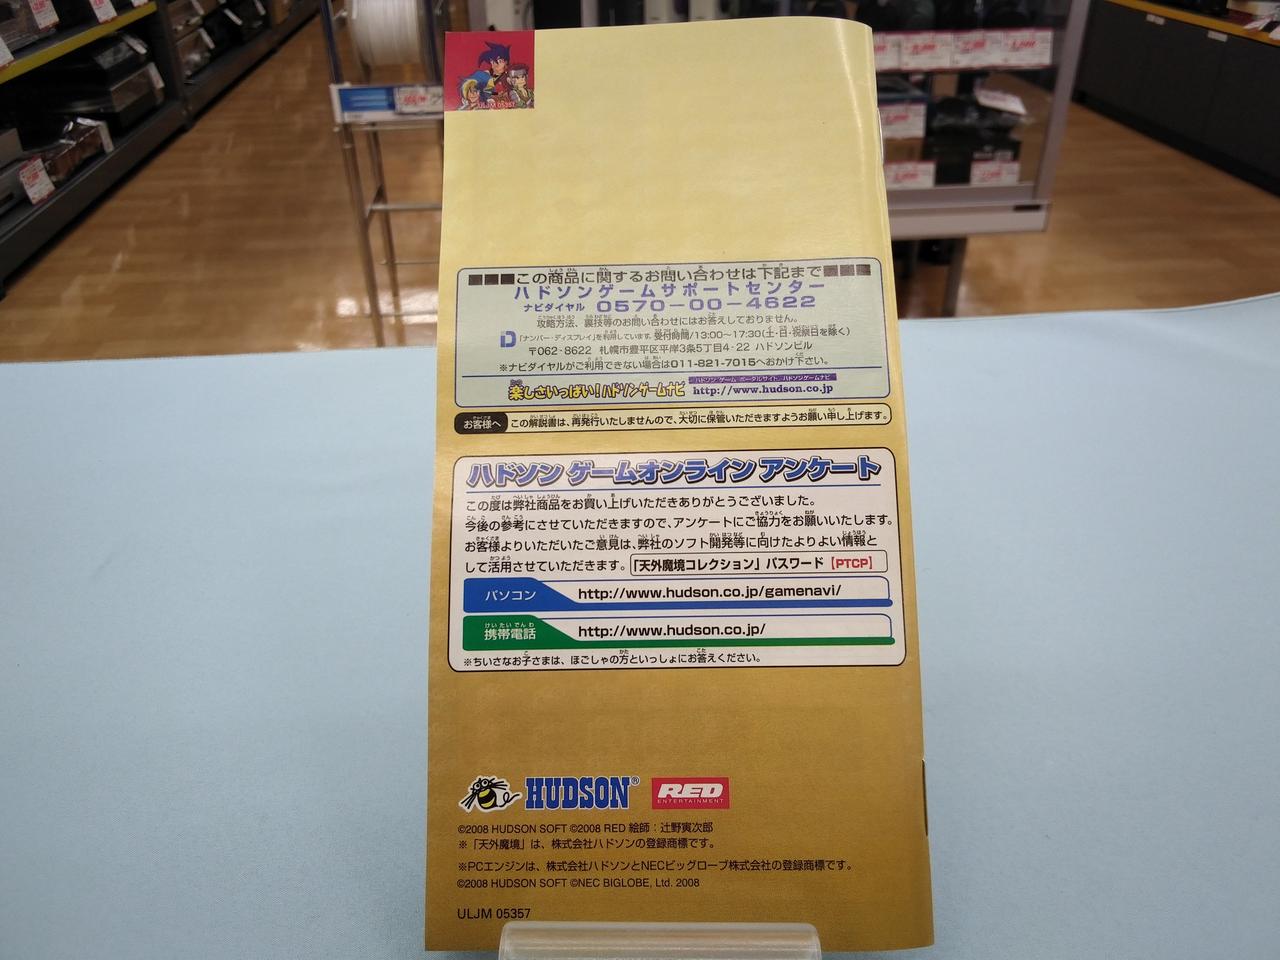 ULJM 05357
■■■この商品に関するお問い合わせは下記まで■■■
ハドソンゲームサポートセンター
ナビダイヤル 0570-00-4622
攻略方法、裏技等のお問い合わせにはお答えしておりません。
「ナンバー・ディスプレイ」を利用しています。受付時間/13:00~17:30(土・日・祝祭日を除く)
〒062-8622 札幌市豊平区平岸3条5丁目4-22 ハドソンビル
※ナビダイヤルがご利用できない場合は011-821-7015へおかけ下さい。
楽しさいっぱい!ハドソンゲームナビ
ハドソン ゲーム ポータルサイト、ハドソンゲームナビ
http://www.hudson.co.jp
お客様へ この解説書は、再発行いたしませんので、大切に保管いただきますようお願い申し上げます。
ハドソン ゲームオンライン アンケート
この度は弊社商品をお買い上げいただきありがとうございました。
今後の参考にさせていただきますので、アンケートにご協力をお願いいたします。
お客様よりいただいたご意見は、弊社のソフト開発等に向けたよりよい情報と
して活用させていただきます。「天外魔境コレクション」パスワード【PTCP】
パソコン http://www.hudson.co.jp/gamenavi/
携帯電話 http://www.hudson.co.jp/
※ちいさなお子さまは、ほごしゃの方といっしょにお答えください。
HUDSON® RED
ENTERTAINMENT
©2008 HUDSON SOFT ©2008 RED 絵師:辻野寅次郎
※「天外魔境」は、株式会社ハドソンの登録商標です。
※PCエンジンは、株式会社ハドソンとNECビッグローブ株式会社の登録商標です。
©2008 HUDSON SOFT ©NEC BIGLOBE, Ltd. 2008
ULJM 05357